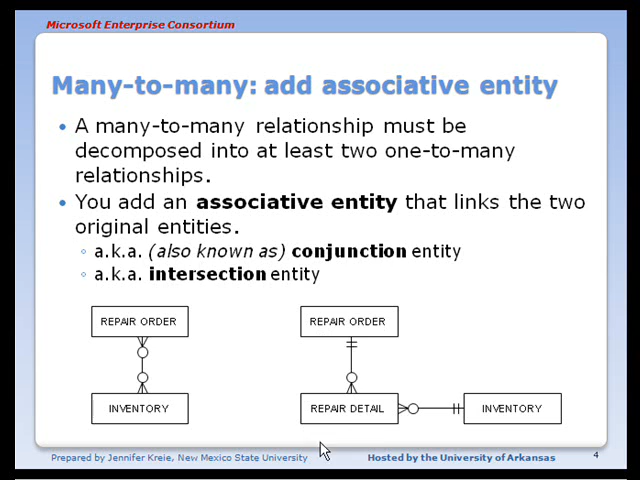 Microsoft Enterprise Consortium
Many-to-many: add associative entity
• A many-to-many relationship must be
decomposed into at least two one-to-many
relationships.
• You add an associative entity that links the two
original entities.
◦ a.k.a. (also known as) conjunction entity
◦ a.k.a. intersection entity
REPAIR ORDER
INVENTORY
REPAIR ORDER
REPAIR DETAIL
INVENTORY
Prepared by Jennifer Kreie, New Mexico State University
Hosted by the University of Arkansas
4